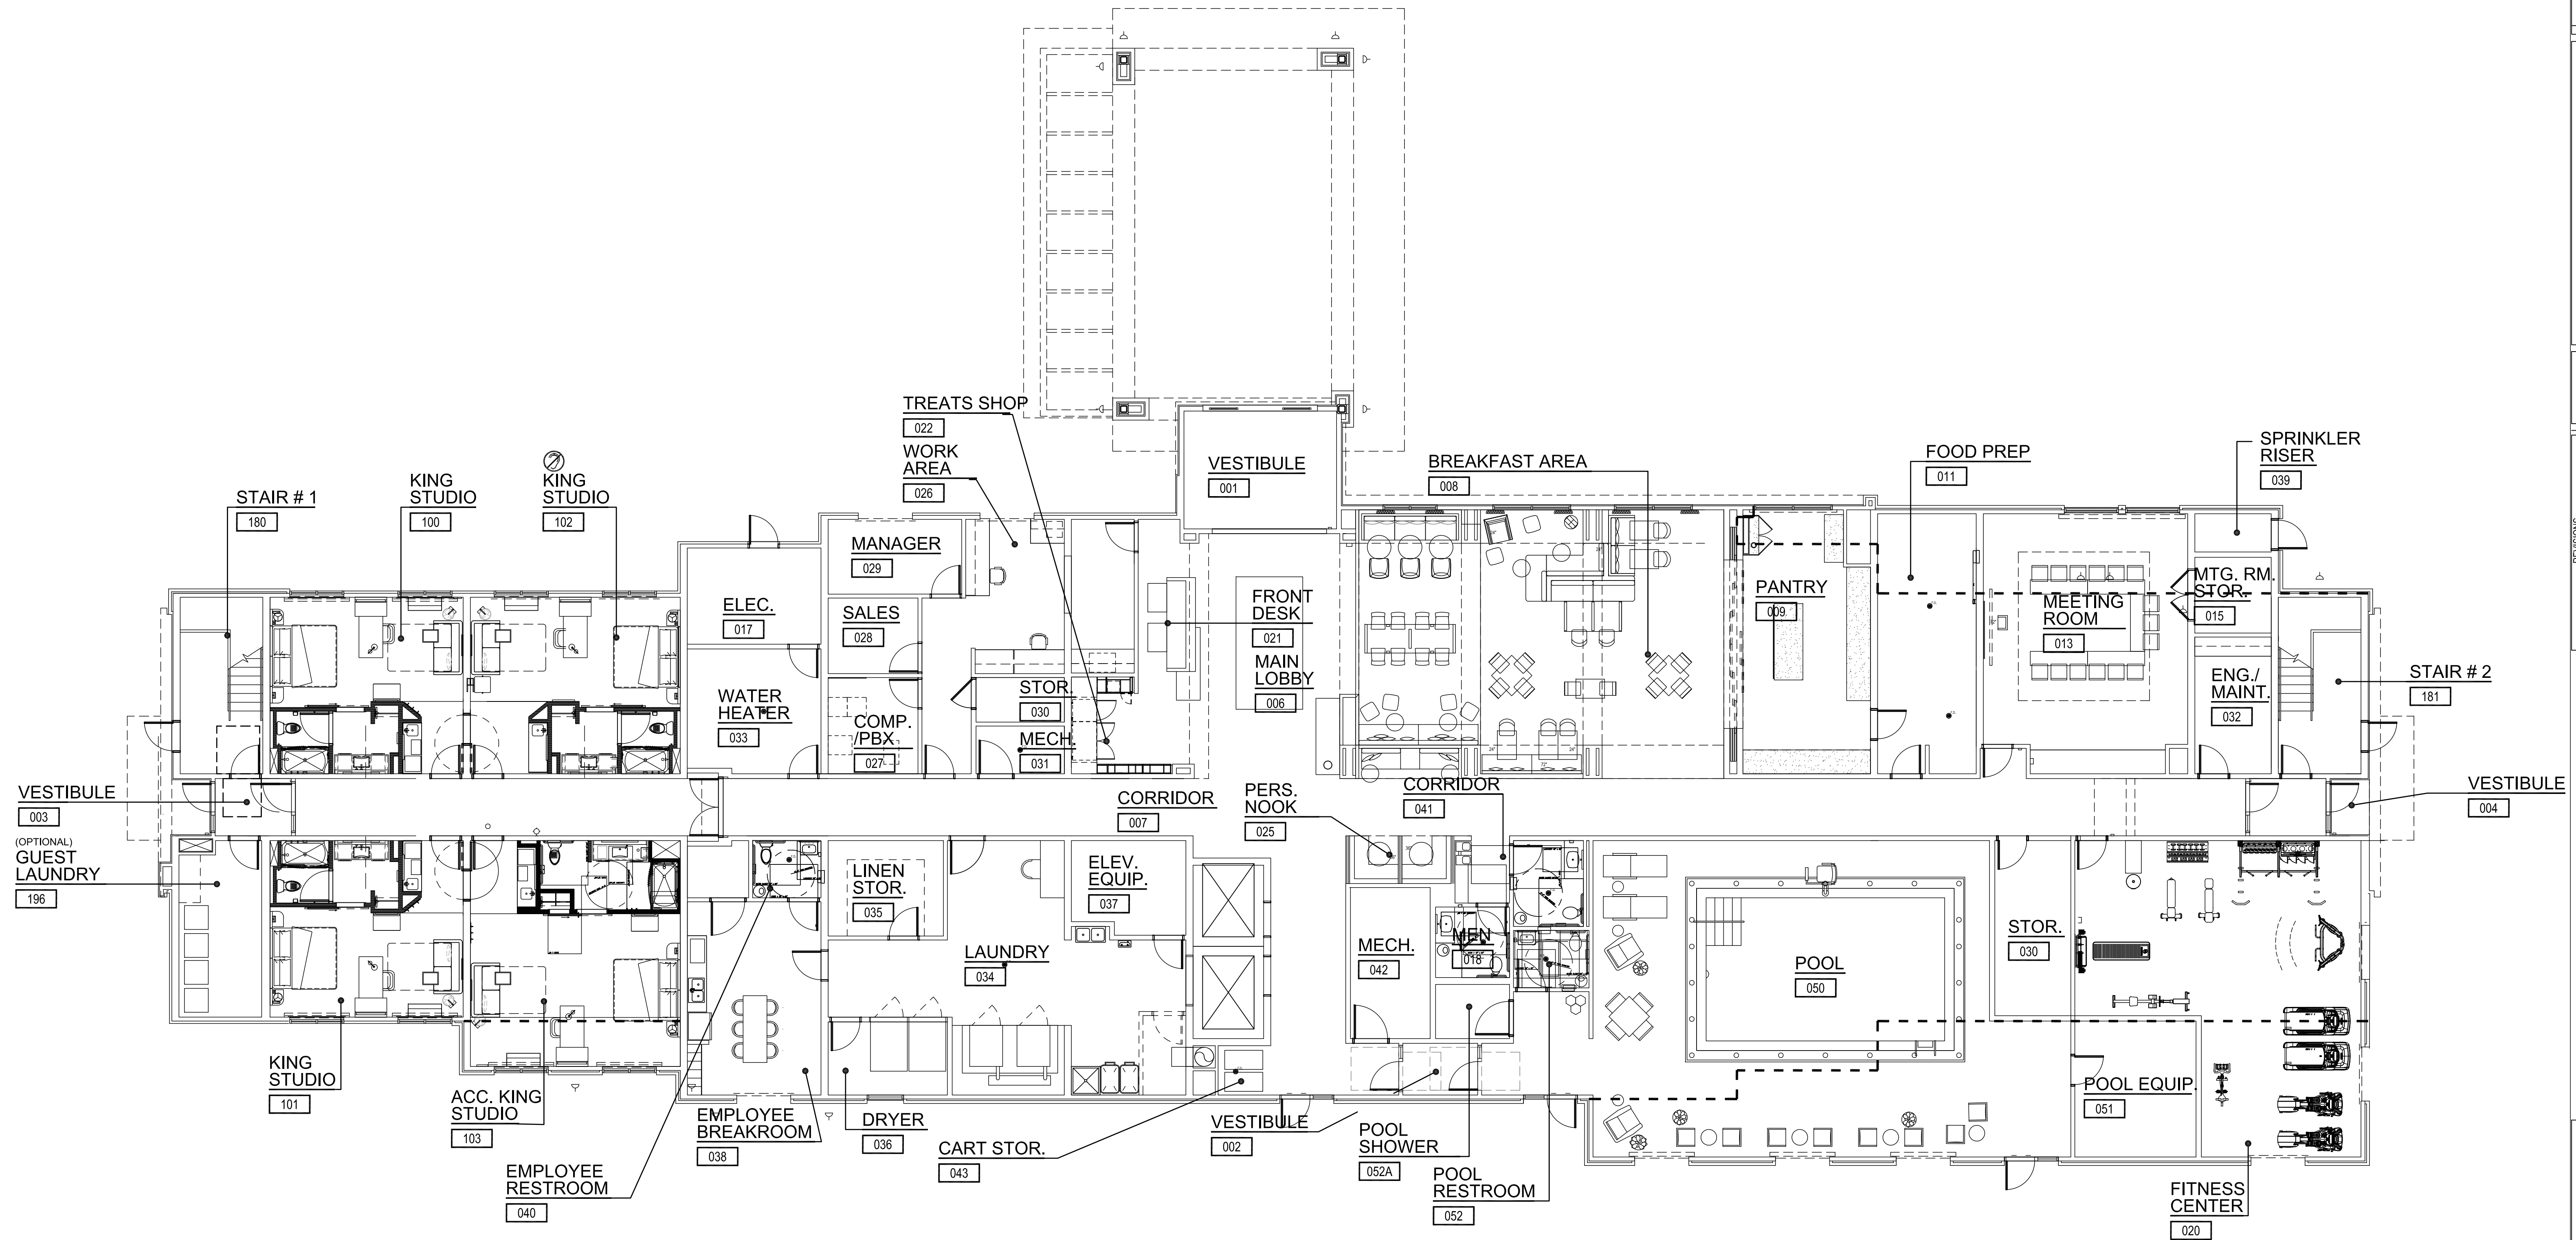 TREATS SHOP
022
WORK
AREA
026
VESTIBULE
001
BREAKFAST AREA
008
FOOD PREP
011
SPRINKLER
RISER
039
STAIR # 1
180
KING
STUDIO
100
KING
STUDIO
102
MANAGER
029
SALES
028
ELEC.
017
WATER
HEATER
033
COMP.
/PBX
027
STOR.
030
MECH.
031
FRONT
DESK
021
MAIN
LOBBY
006
PANTRY
009
MEETING
ROOM
013
MTG. RM.
STOR.
015
ENG./
MAINT.
032
STAIR # 2
181
VESTIBULE
003
(OPTIONAL)
GUEST
LAUNDRY
196
CORRIDOR
007
PERS.
NOOK
025
CORRIDOR
041
VESTIBULE
004
LINEN
STOR.
035
ELEV.
EQUIP.
037
LAUNDRY
034
MECH.
042
MEN
018
POOL
050
STOR.
030
POOL EQUIP.
051
KING
STUDIO
101
ACC. KING
STUDIO
103
EMPLOYEE
RESTROOM
040
EMPLOYEE
BREAKROOM
038
DRYER
036
CART STOR.
043
VESTIBULE
002
POOL
SHOWER
052A
POOL
RESTROOM
052
FITNESS
CENTER
020